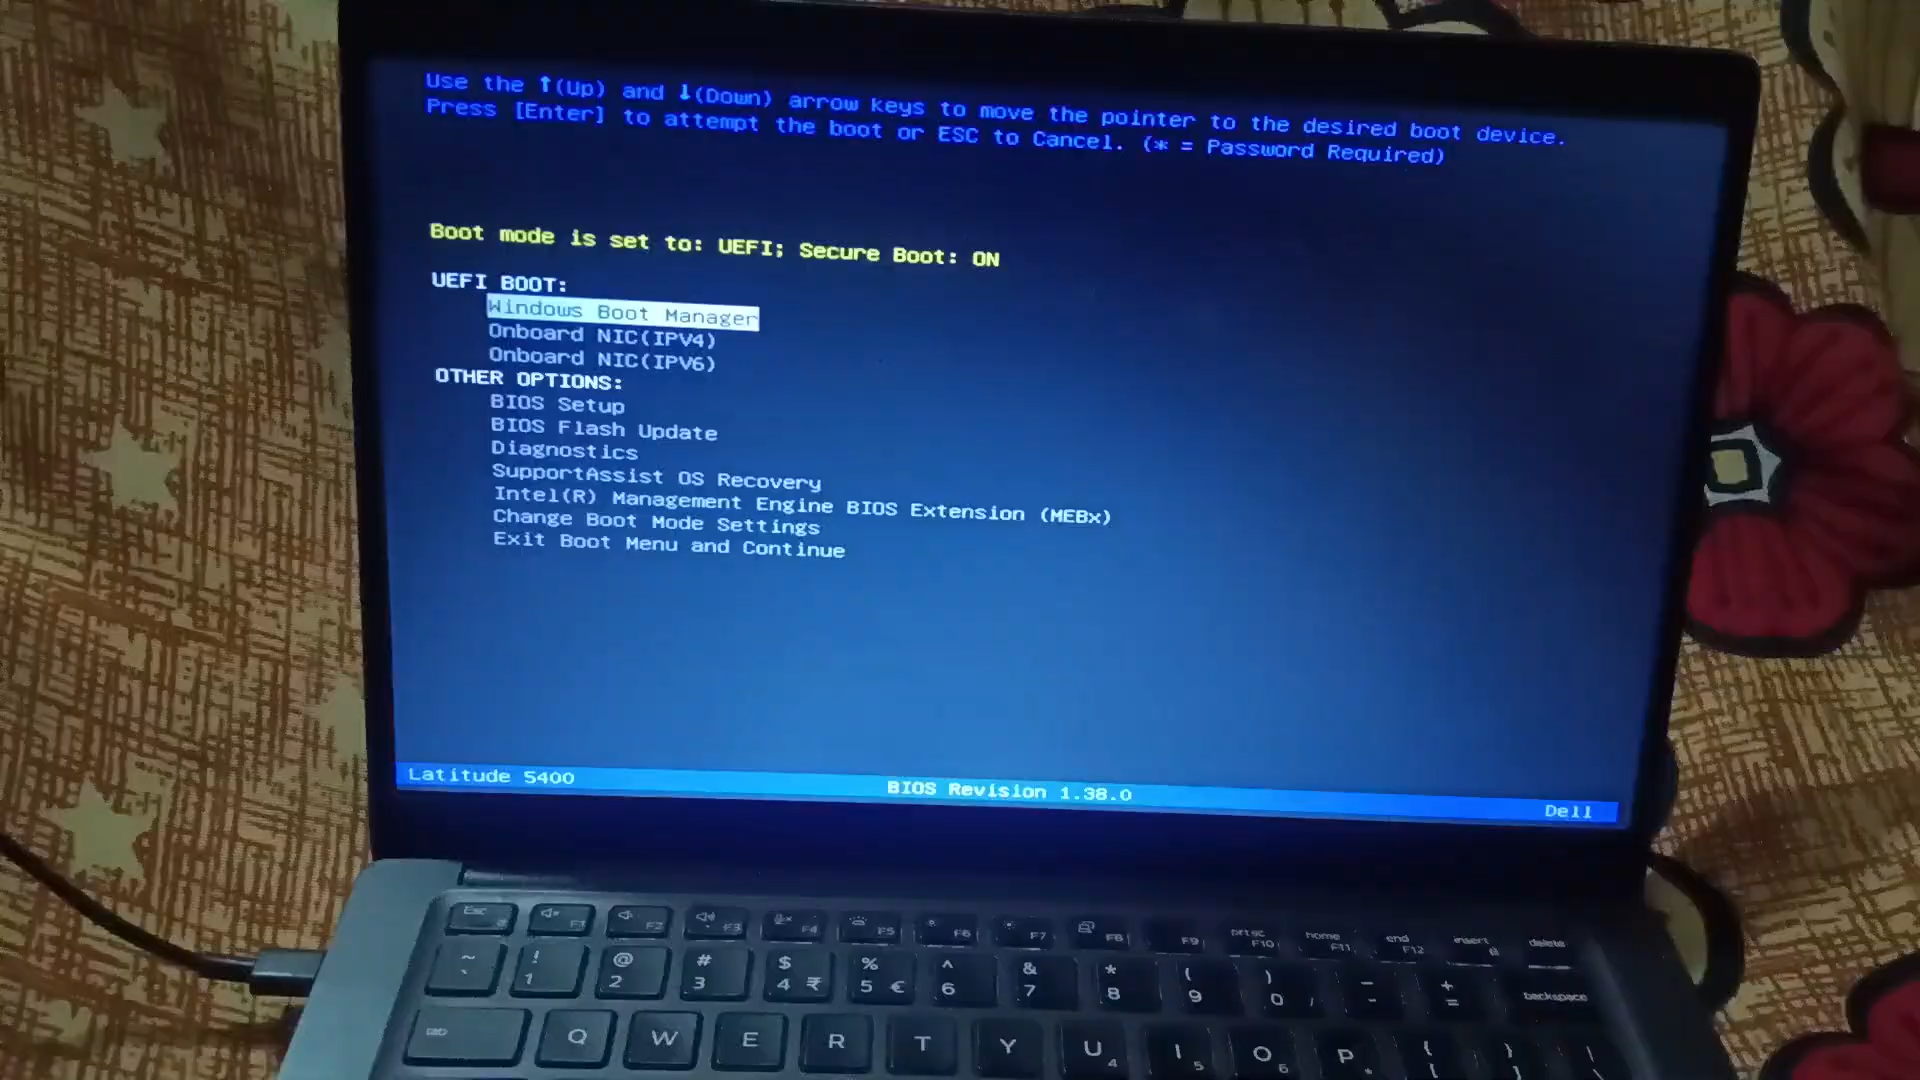 Use the ↑(Up) and ↓(Down) arrow keys to move the pointer to the desired boot device.
Press [Enter] to attempt the boot or ESC to Cancel. (* = Password Required)
Boot mode is set to: UEFI; Secure Boot: ON
UEFI BOOT:
Windows Boot Manager
Onboard NIC(IPV4)
Onboard NIC(IPV6)
OTHER OPTIONS:
BIOS Setup
BIOS Flash Update
Diagnostics
SupportAssist OS Recovery
Intel(R) Management Engine BIOS Extension (MEBx)
Change Boot Mode Settings
Exit Boot Menu and Continue
Latitude 5400 BIOS Revision 1.38.0 Dell
Esc F1 F2 F3 F4 F5 F6 F7 F8 F9 prtsc F10 home F11 end F12 insert delete
~ ! @ # $ % ^ & * ( ) _ +
` 1 2 3 4 ₹ 5 € 6 7 8 9 0 / - = backspace
tab Q W E R T Y U 4 I 5 O 6 P * { [ } ] | \